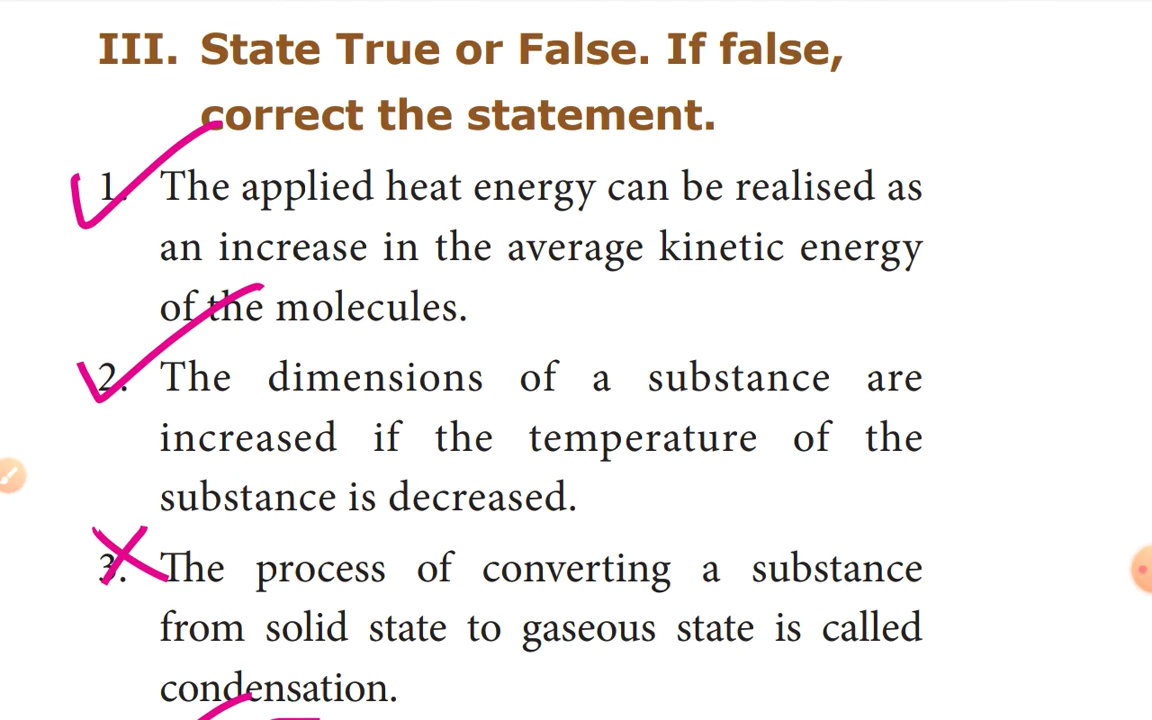 III. State True or False. If false,
correct the statement.
1. The applied heat energy can be realised as
an increase in the average kinetic energy
of the molecules.
2. The dimensions of a substance are
increased if the temperature of the
substance is decreased.
3. The process of converting a substance
from solid state to gaseous state is called
condensation.